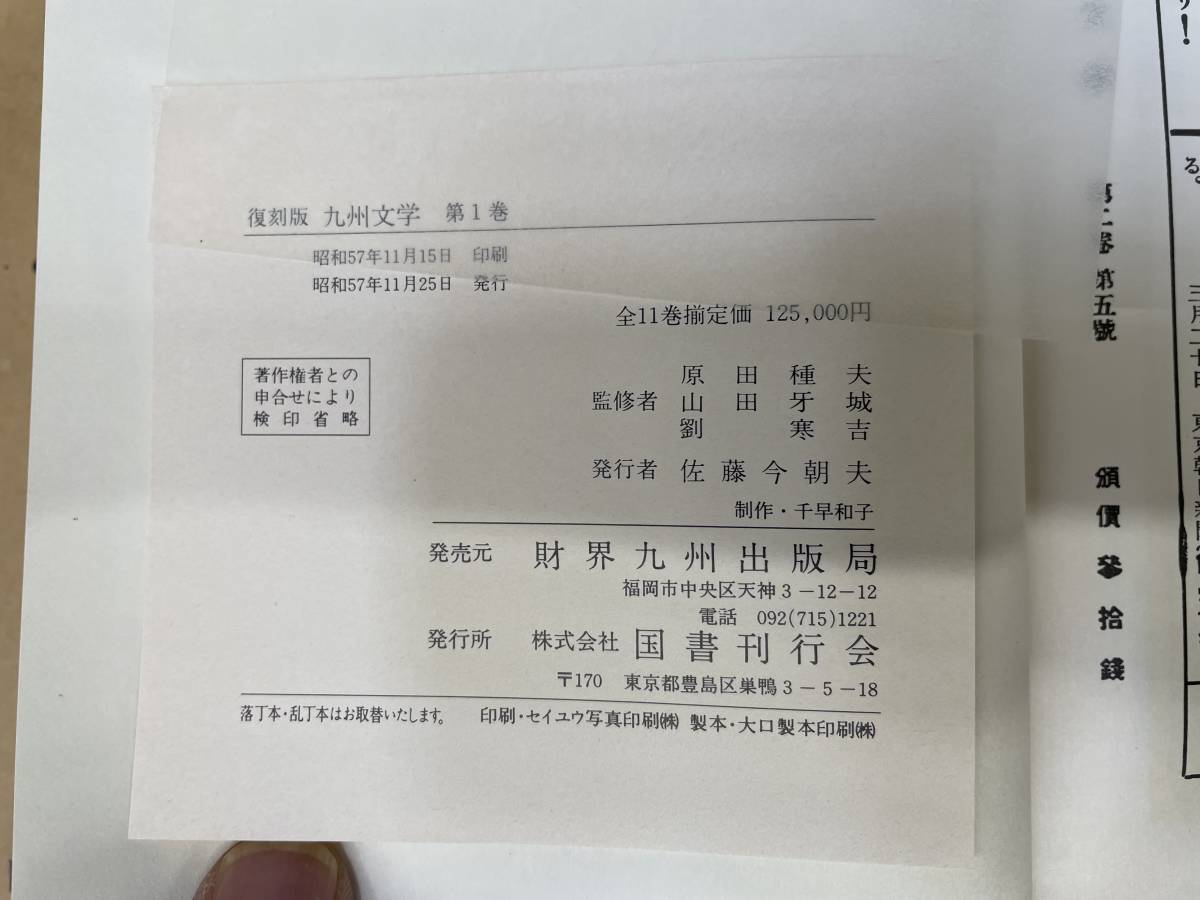 復刻版 九州文学 第1巻
昭和57年11月15日 印刷
昭和57年11月25日 発行
全11巻揃定価 125,000円
著作権者との
申合せにより
検印省略
原田種夫
監修者 山田牙城
劉寒吉
発行者 佐藤今朝夫
制作・千早和子
発売元 財界九州出版局
福岡市中央区天神3-12-12
電話 092(715)1221
発行所 株式会社 国書刊行会
〒170 東京都豊島区巣鴨3-5-18
落丁本・乱丁本はお取替いたします。 印刷・セイユウ写真印刷㈱ 製本・大口製本印刷㈱
巻第五號
頒價參拾錢
る。